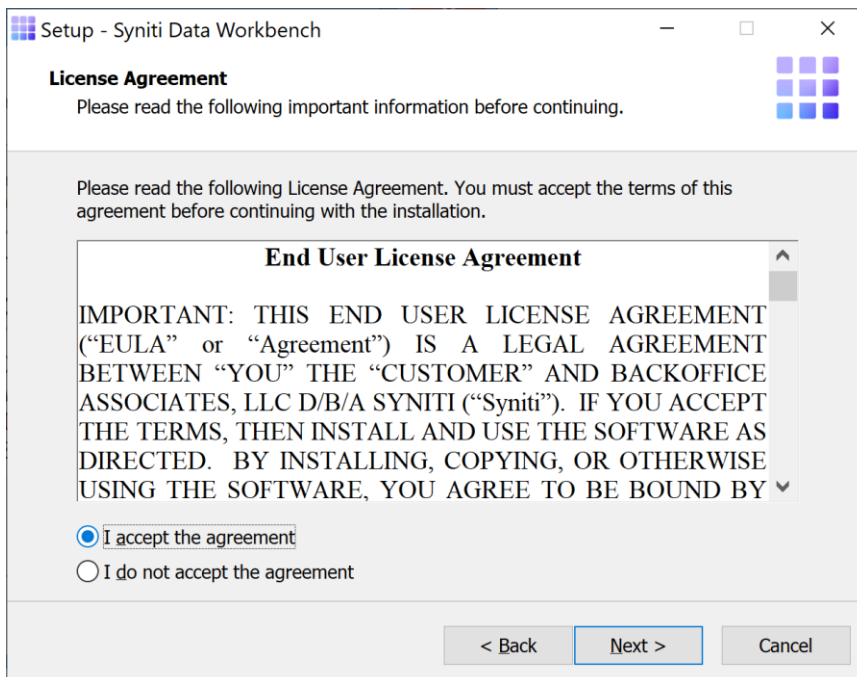 Setup - Syniti Data Workbench
License Agreement
Please read the following important information before continuing.
Please read the following License Agreement. You must accept the terms of this
agreement before continuing with the installation.
End User License Agreement
IMPORTANT: THIS END USER LICENSE AGREEMENT
(“EULA” or “Agreement”) IS A LEGAL AGREEMENT
BETWEEN “YOU” THE “CUSTOMER” AND BACKOFFICE
ASSOCIATES, LLC D/B/A SYNITI (“Syniti”).  IF YOU ACCEPT
THE TERMS, THEN INSTALL AND USE THE SOFTWARE AS
DIRECTED.  BY INSTALLING, COPYING, OR OTHERWISE
USING THE SOFTWARE, YOU AGREE TO BE BOUND BY
I accept the agreement
I do not accept the agreement
< Back Next > Cancel